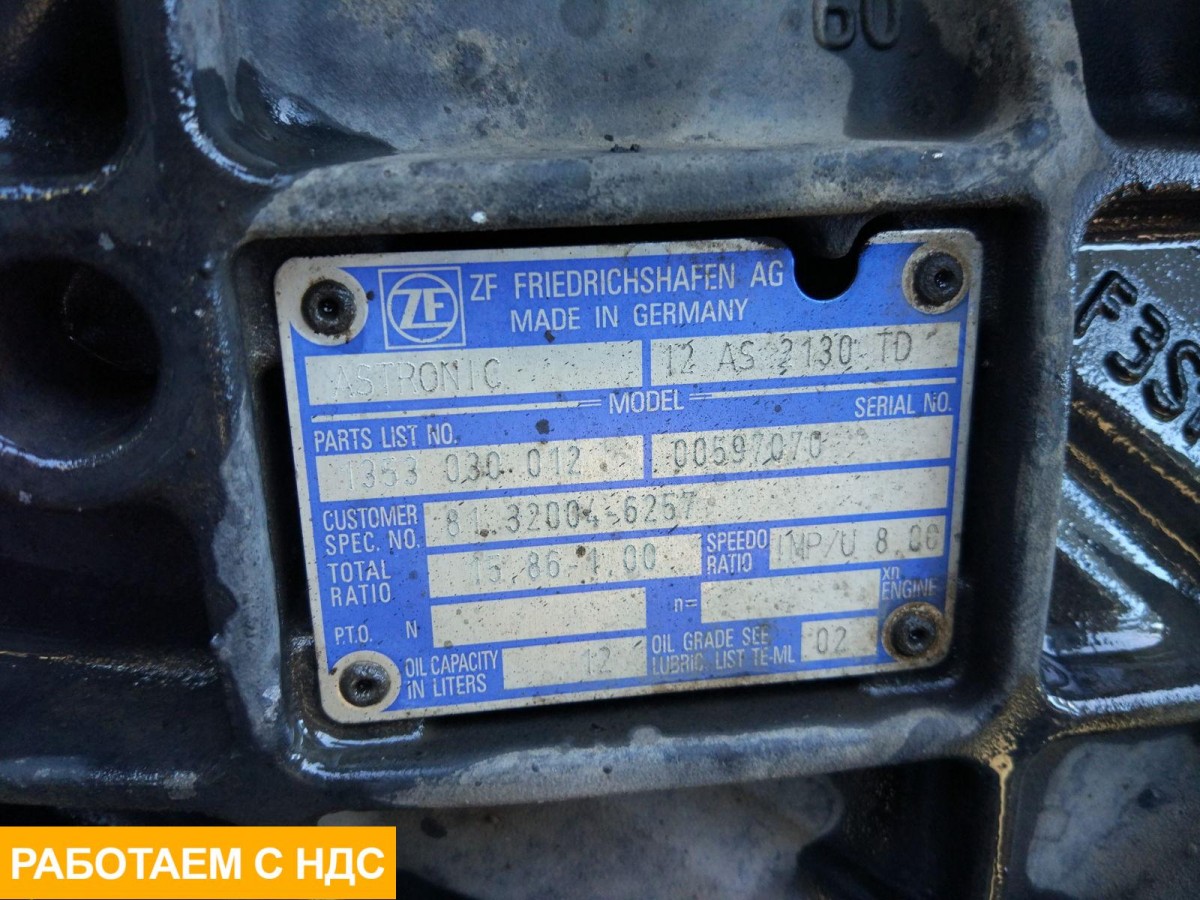 60
ZF
ZF FRIEDRICHSHAFEN AG
MADE IN GERMANY
ASTRONIC 12 AS 2130 TD
MODEL
PARTS LIST NO. SERIAL NO.
1353 030 012 00597070
CUSTOMER SPEC. NO. 81.32004-6257
TOTAL RATIO 15.86-1.00 SPEEDO RATIO IMP/U 8.00
P.T.O. N n= xn ENGINE
OIL CAPACITY IN LITERS 12 OIL GRADE SEE LUBRIC. LIST TE-ML 02
РАБОТАЕМ С НДС